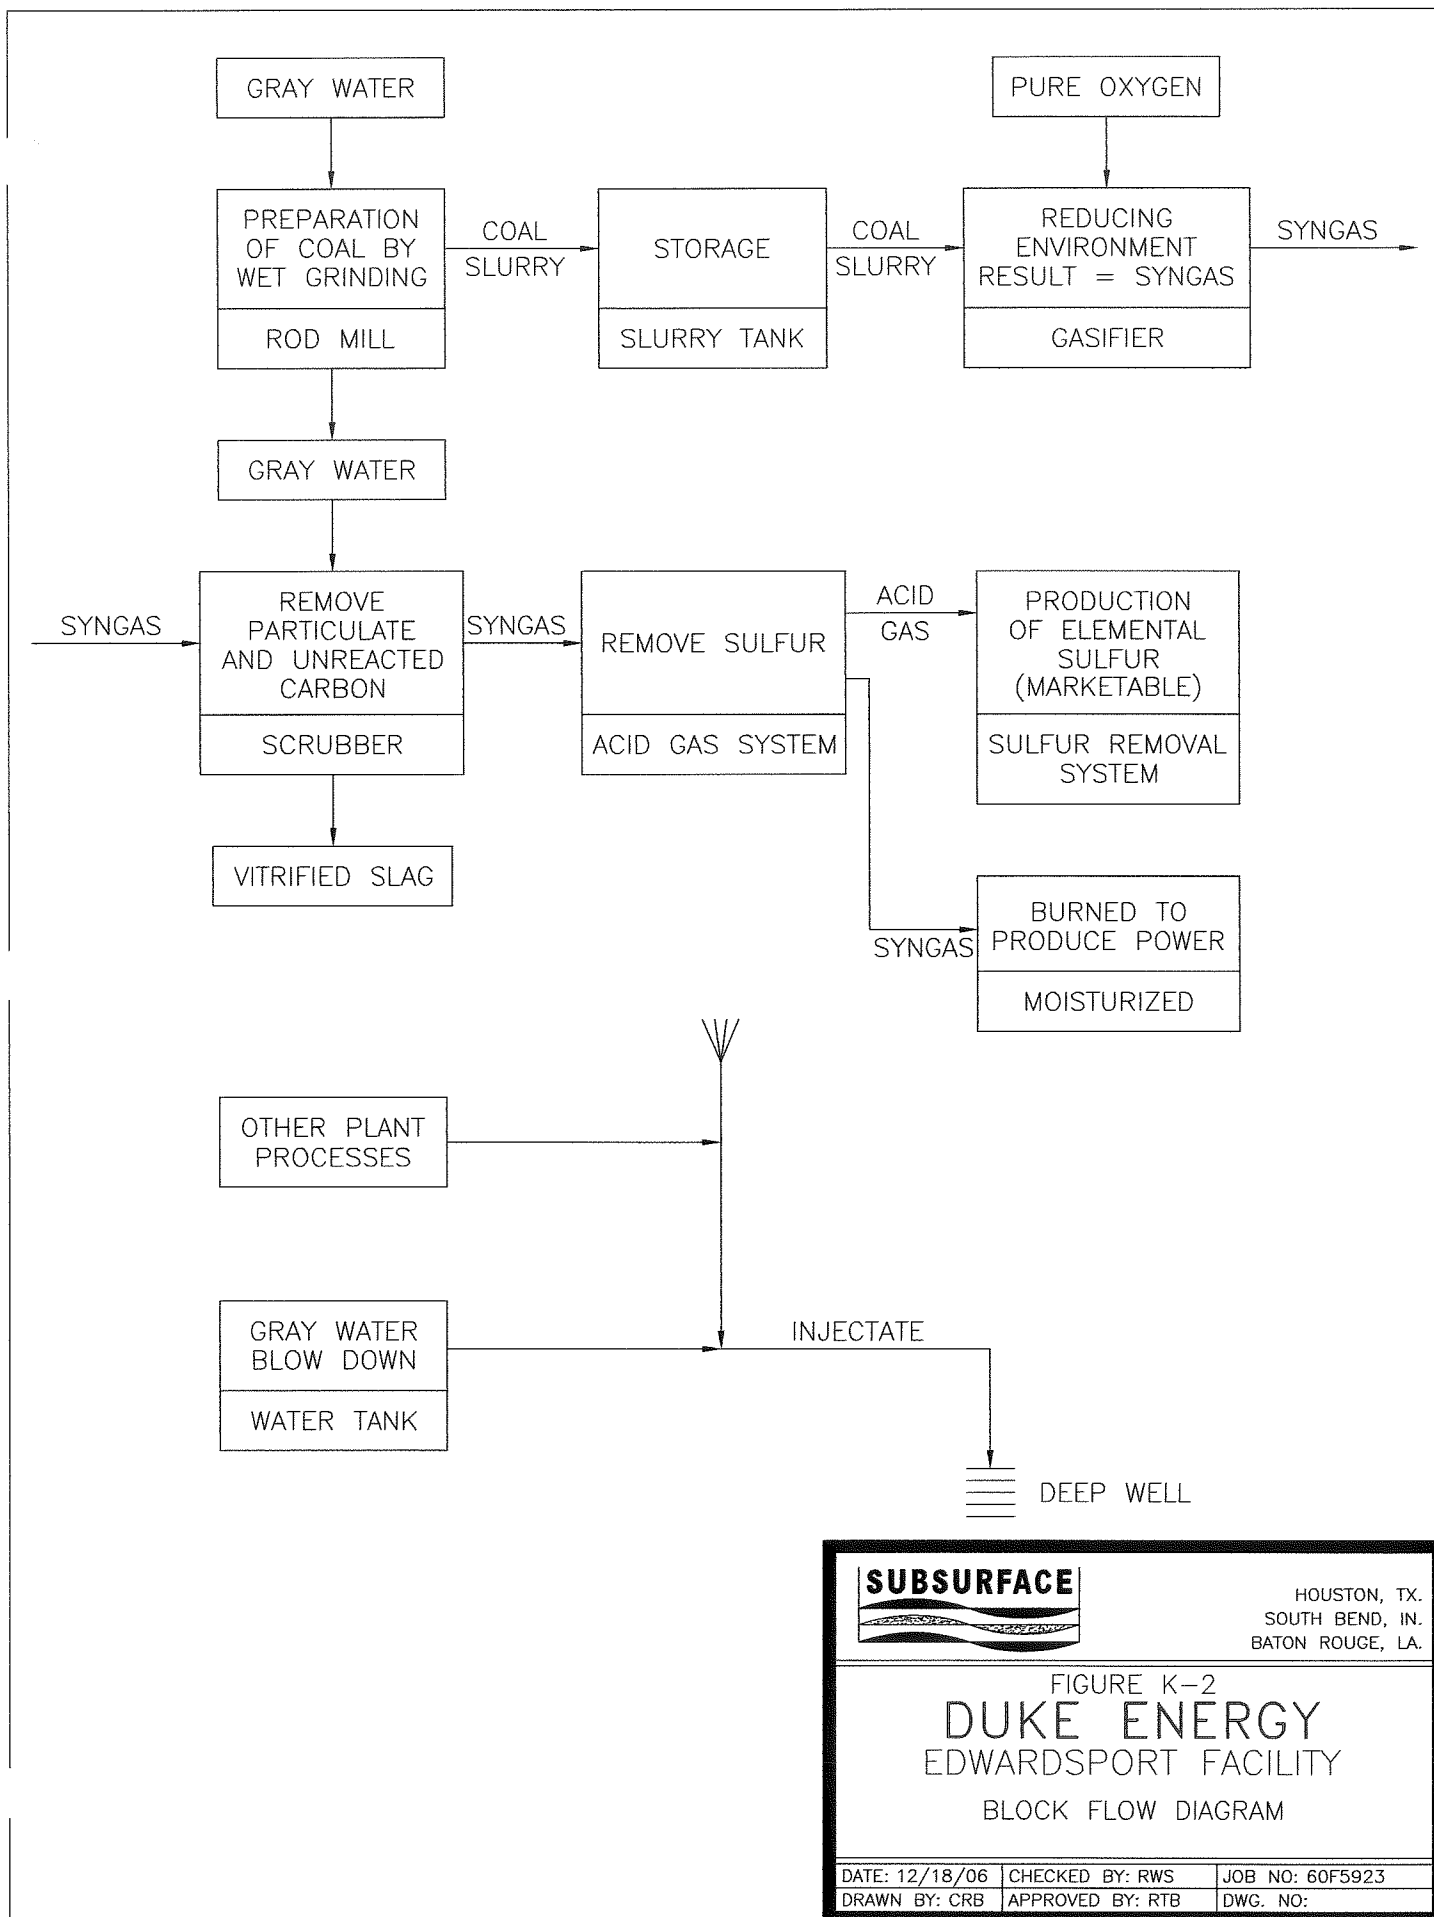 GRAY WATER
PURE OXYGEN
PREPARATION
OF COAL BY
WET GRINDING
ROD MILL
COAL
SLURRY
STORAGE
SLURRY TANK
COAL
SLURRY
REDUCING
ENVIRONMENT
RESULT = SYNGAS
GASIFIER
SYNGAS
GRAY WATER
SYNGAS
REMOVE
PARTICULATE
AND UNREACTED
CARBON
SCRUBBER
SYNGAS
REMOVE SULFUR
ACID GAS SYSTEM
ACID
GAS
PRODUCTION
OF ELEMENTAL
SULFUR
(MARKETABLE)
SULFUR REMOVAL
SYSTEM
VITRIFIED SLAG
SYNGAS
BURNED TO
PRODUCE POWER
MOISTURIZED
OTHER PLANT
PROCESSES
GRAY WATER
BLOW DOWN
WATER TANK
INJECTATE
DEEP WELL
SUBSURFACE
HOUSTON, TX.
SOUTH BEND, IN.
BATON ROUGE, LA.
FIGURE K-2
DUKE ENERGY
EDWARDSPORT FACILITY
BLOCK FLOW DIAGRAM
DATE: 12/18/06 CHECKED BY: RWS JOB NO: 60F5923
DRAWN BY: CRB APPROVED BY: RTB DWG. NO: